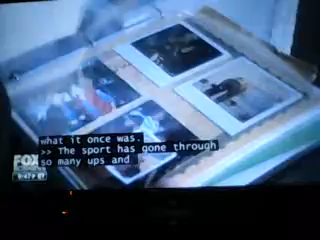 what it once was.
>> The sport has gone through
so many ups and
FOX